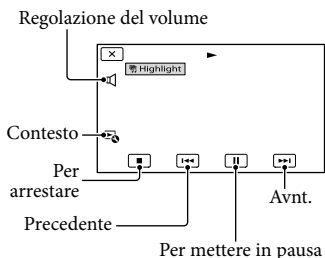 Regolazione del volume
Highlight
Contesto
Per
arrestare
Avnt.
Precedente
Per mettere in pausa